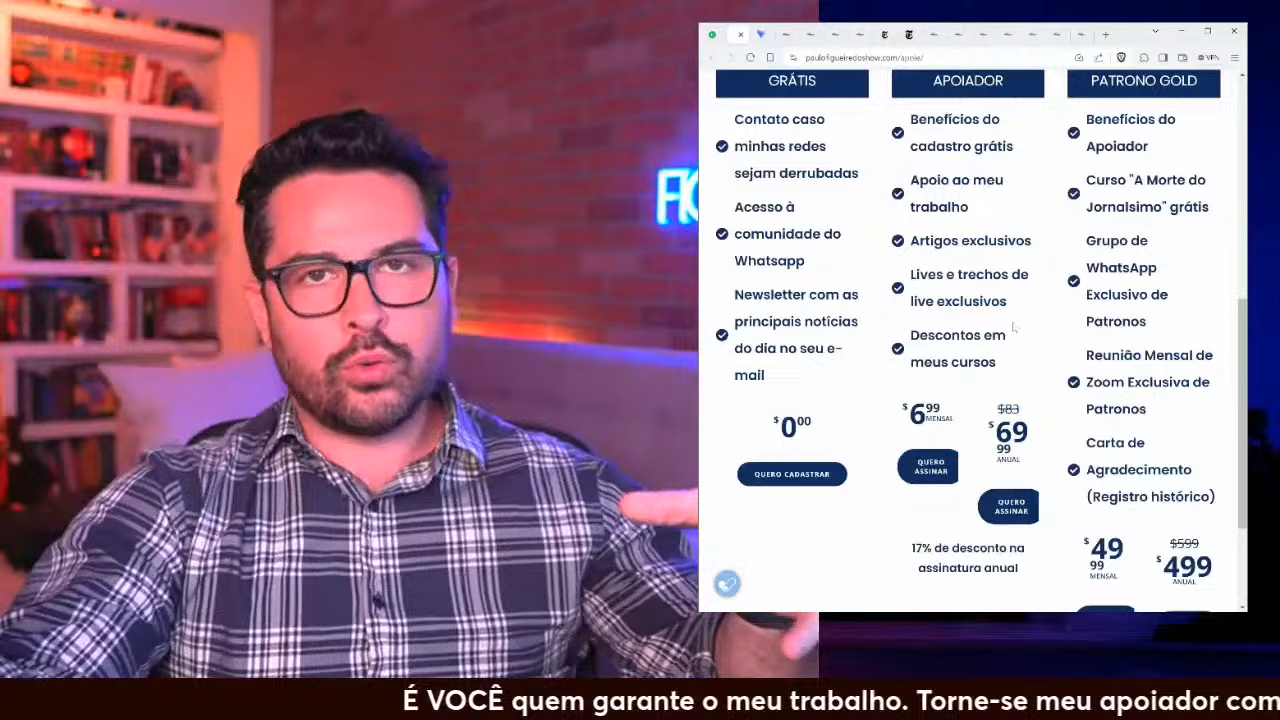 FIG
paulofigueiredoshow.com/apoie/
VPN
GRÁTIS
Contato caso
minhas redes
sejam derrubadas
Acesso à
comunidade do
Whatsapp
Newsletter com as
principais notícias
do dia no seu e-
mail
$000
QUERO CADASTRAR
APOIADOR
Benefícios do
cadastro grátis
Apoio ao meu
trabalho
Artigos exclusivos
Lives e trechos de
live exclusivos
Descontos em
meus cursos
$699
MENSAL
QUERO
ASSINAR
$83
$69
99
ANUAL
QUERO
ASSINAR
17% de desconto na
assinatura anual
PATRONO GOLD
Benefícios do
Apoiador
Curso "A Morte do
Jornalsimo" grátis
Grupo de
WhatsApp
Exclusivo de
Patronos
Reunião Mensal de
Zoom Exclusiva de
Patronos
Carta de
Agradecimento
(Registro histórico)
$49
99
MENSAL
$599
$499
ANUAL
É VOCÊ quem garante o meu trabalho. Torne-se meu apoiador com